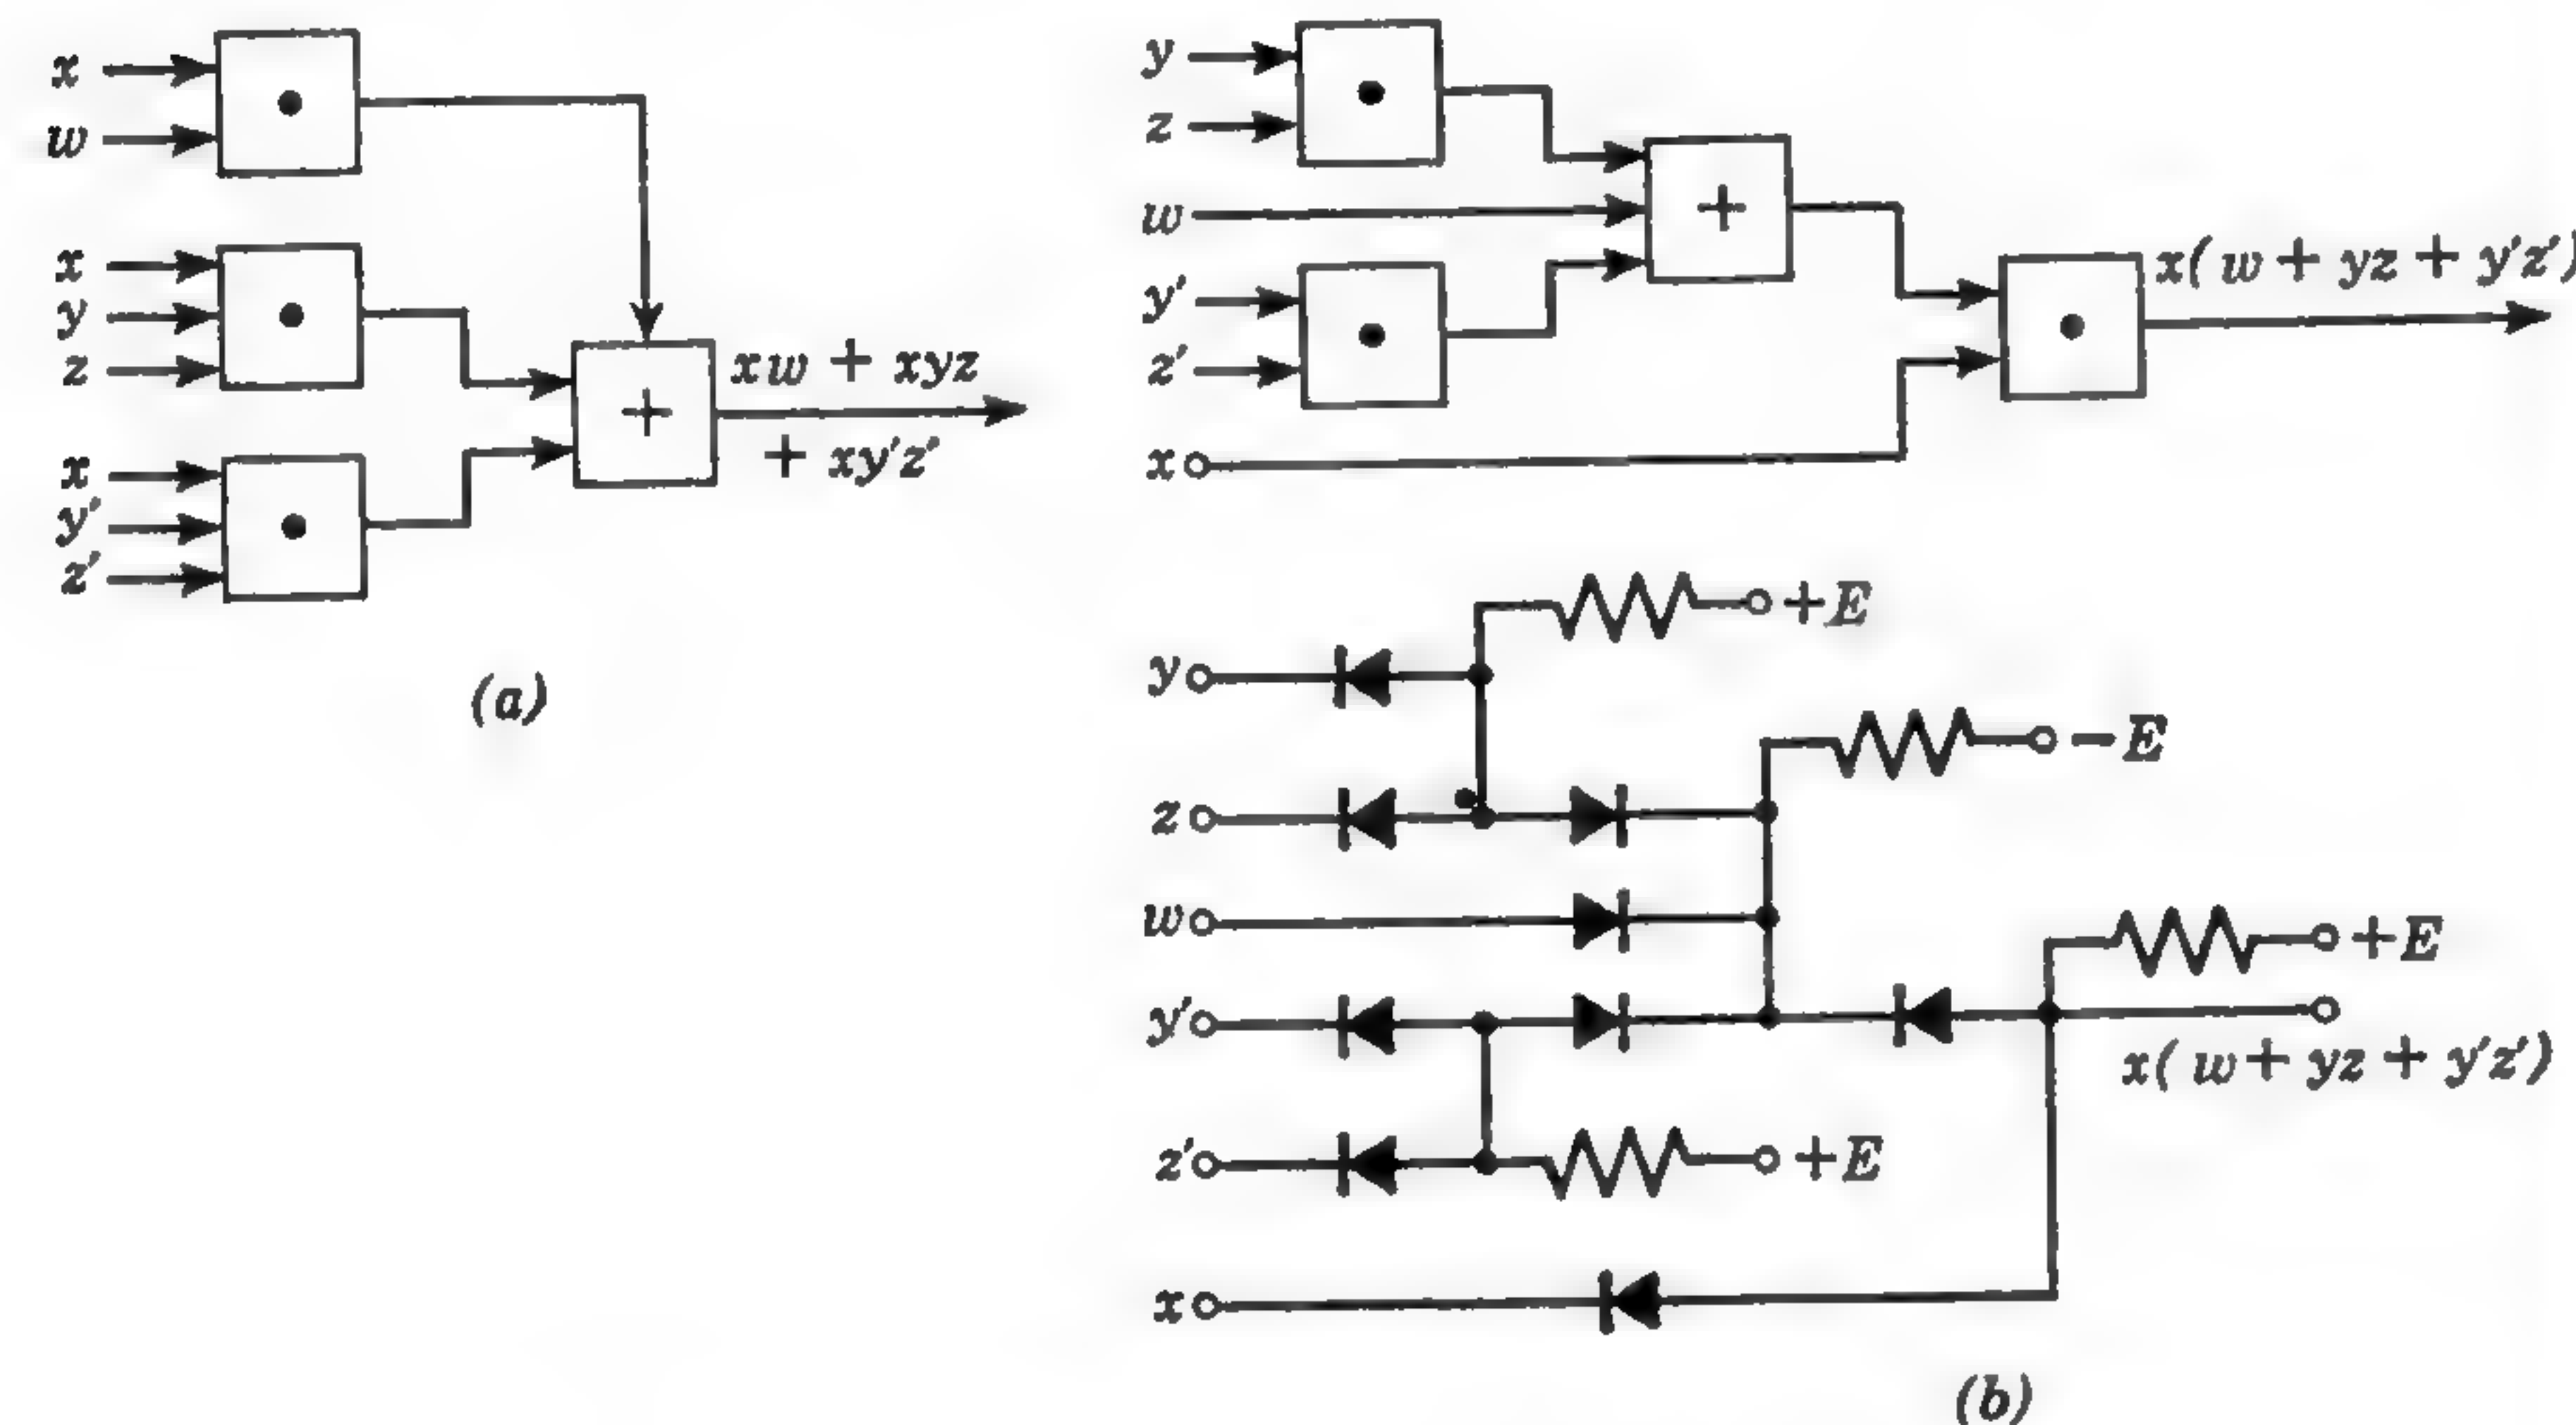 x
w
x
y
z
x
y'
z'
•
•
•
+
xw + xyz
+ xy'z'
(a)
y
z
w
y'
z'
x
•
•
+
•
x(w + yz + y'z')
y
z
w
y'
z'
x
+E
−E
+E
+E
x(w + yz + y'z')
(b)